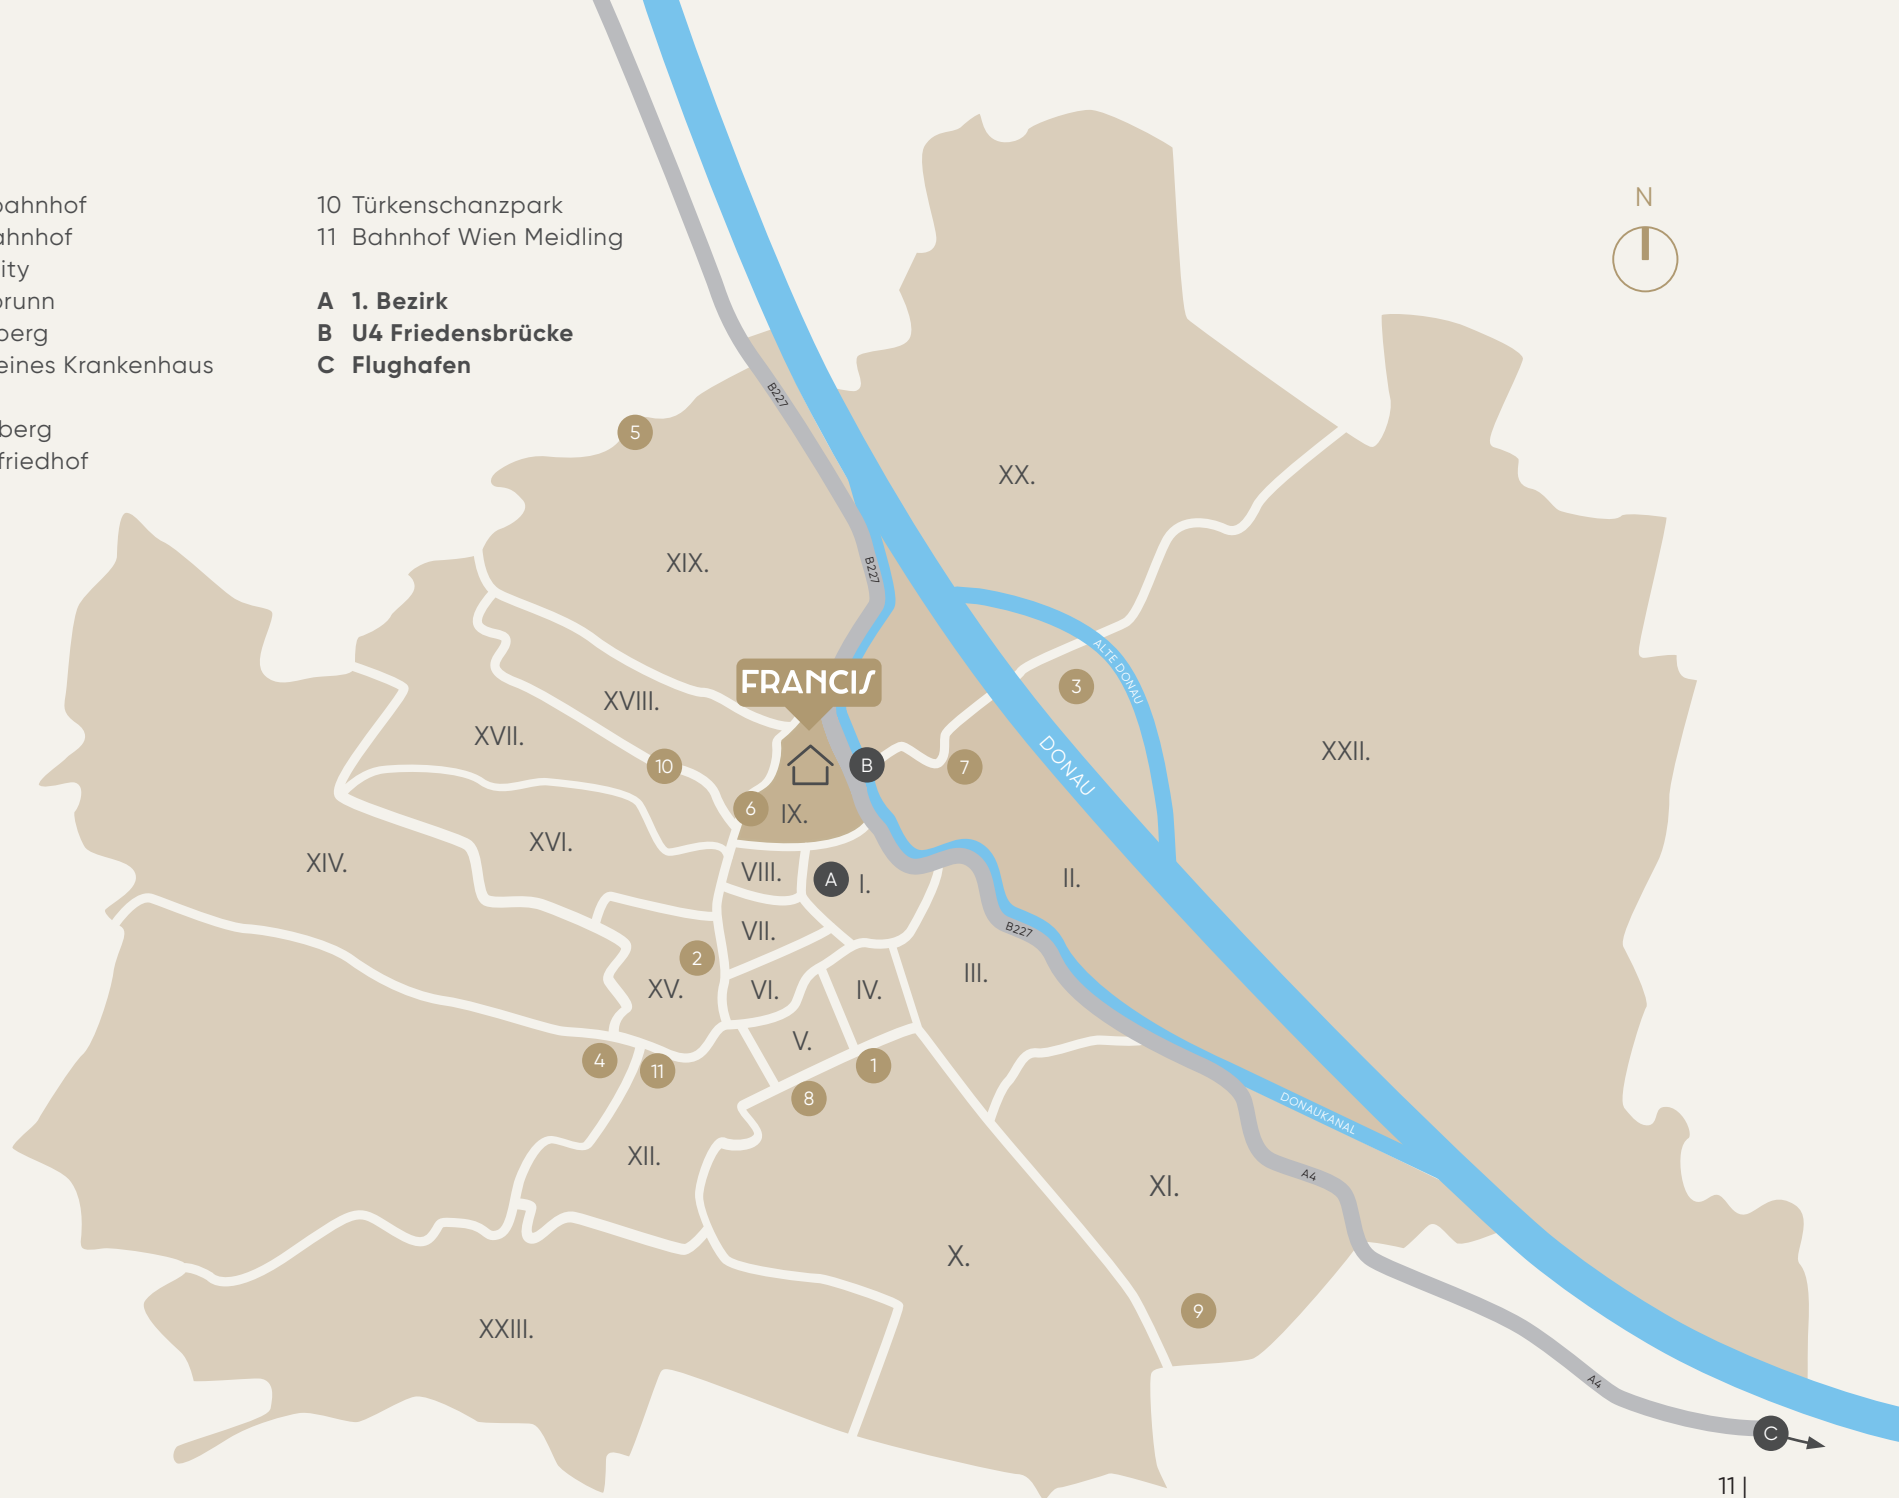 ahnhof
ahnhof
ity
runn
berg
eines Krankenhaus
berg
friedhof
10 Türkenschanzpark
11 Bahnhof Wien Meidling
A 1. Bezirk
B U4 Friedensbrücke
C Flughafen
N
B227
5
XX.
XIX.
B227
FRANCIS
ALTE DONAU
3
XVIII.
XVII.
10
B
7
DONAU
XXII.
6
IX.
XVI.
XIV.
VIII.
A
I.
II.
VII.
B227
2
XV.
VI.
IV.
III.
V.
4
11
1
8
DONAUKANAL
XII.
A4
XI.
X.
9
XXIII.
A4
C
11 |